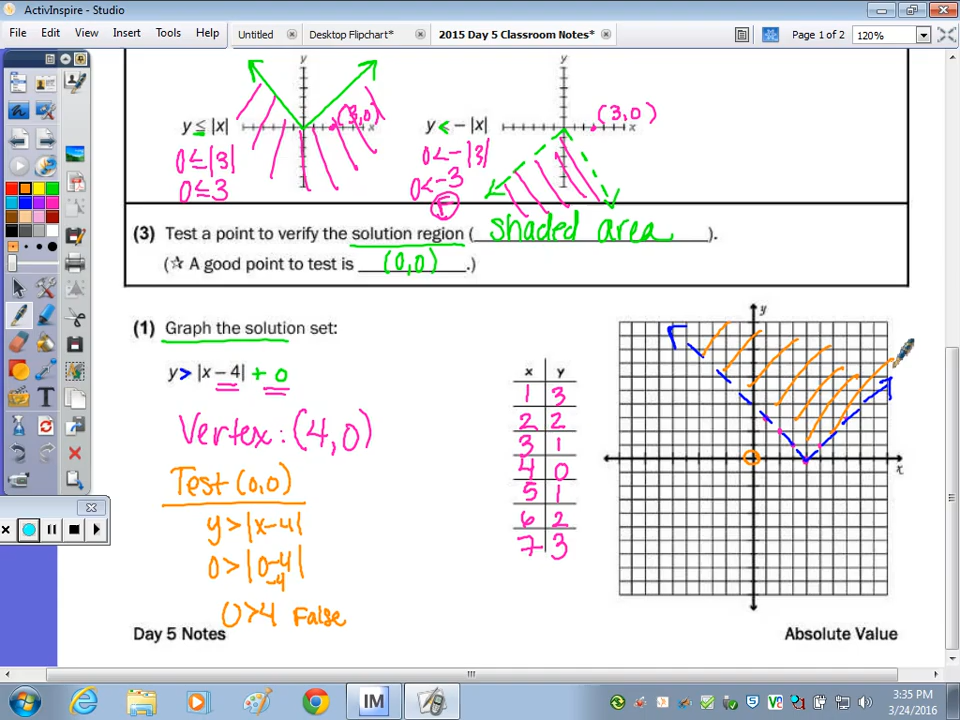 ActivInspire - Studio
File Edit View Insert Tools Help Untitled Desktop Flipchart* 2015 Day 5 Classroom Notes* Page 1 of 2 120%
y y
(3,0) (3,0)
y ≤ |x| x y < - |x| x
0 ≤ |3| 0 < -|3|
0 ≤ 3 0 < -3
F
(3) Test a point to verify the solution region ( shaded area ).
(☆ A good point to test is (0,0) .)
(1) Graph the solution set:
y > |x - 4| + 0
Vertex: (4,0)
Test (0,0)
y > |x-4|
0 > |0-4|
-4
0>4 False
x y
1 3
2 2
3 1
4 0
5 1
6 2
7 3
y
x
Day 5 Notes Absolute Value
IM
3:35 PM
3/24/2016